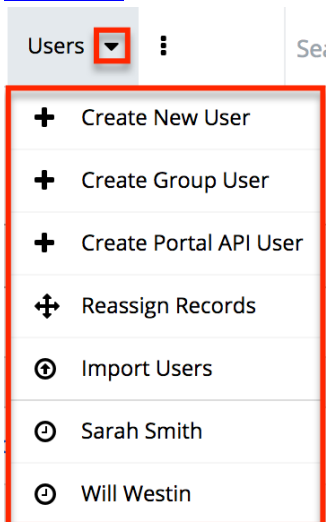 Users
Sea
Create New User
Create Group User
Create Portal API User
Reassign Records
Import Users
Sarah Smith
Will Westin